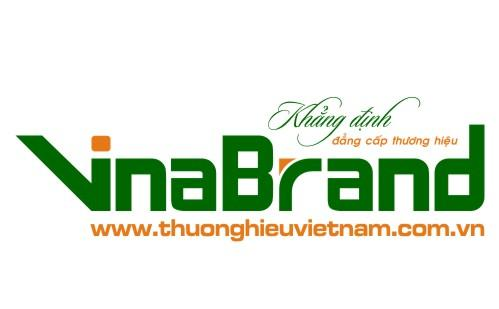 Khẳng định
đẳng cấp thương hiệu
VinaBrand
www.thuonghieuvietnam.com.vn